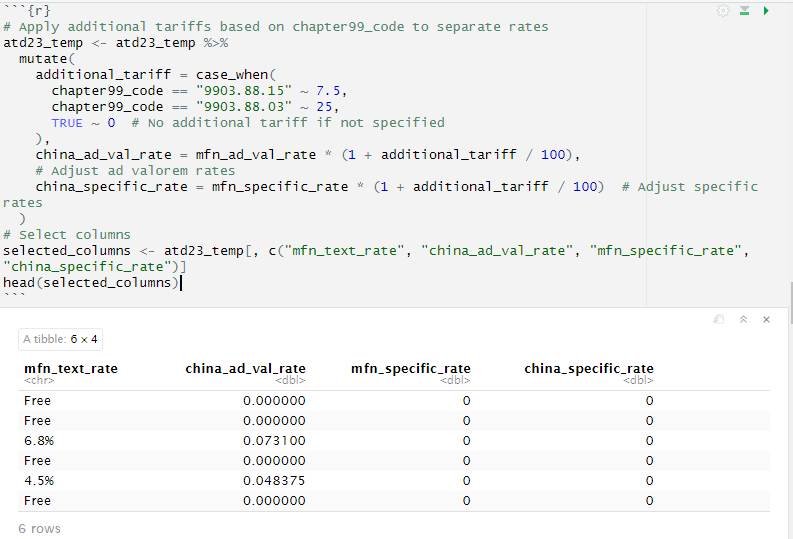 ```{r}
# Apply additional tariffs based on chapter99_code to separate rates
atd23_temp <- atd23_temp %>%
  mutate(
    additional_tariff = case_when(
      chapter99_code == "9903.88.15" ~ 7.5,
      chapter99_code == "9903.88.03" ~ 25,
      TRUE ~ 0  # No additional tariff if not specified
    ),
    china_ad_val_rate = mfn_ad_val_rate * (1 + additional_tariff / 100),
    # Adjust ad valorem rates
    china_specific_rate = mfn_specific_rate * (1 + additional_tariff / 100)  # Adjust specific
rates
  )
# Select columns
selected_columns <- atd23_temp[, c("mfn_text_rate", "china_ad_val_rate", "mfn_specific_rate",
"china_specific_rate")]
head(selected_columns)
```
A tibble: 6 × 4
mfn_text_rate china_ad_val_rate mfn_specific_rate china_specific_rate
<chr> <dbl> <dbl> <dbl>
Free 0.000000 0 0
Free 0.000000 0 0
6.8% 0.073100 0 0
Free 0.000000 0 0
4.5% 0.048375 0 0
Free 0.000000 0 0
6 rows